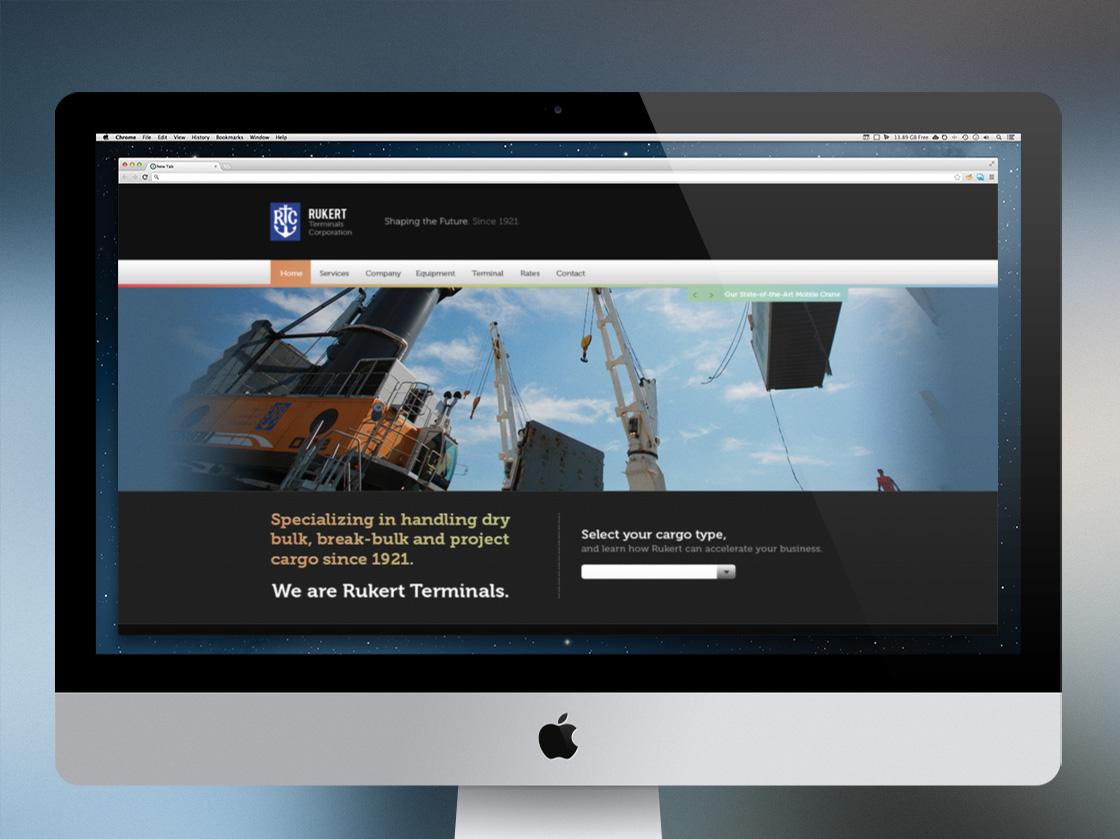 Chrome File Edit View History Bookmarks Window Help
13.89 GB Free
New Tab
RTC
RUKERT
Terminals
Corporation
Shaping the Future. Since 1921.
Home Services Company Equipment Terminal Rates Contact
< > Our State-of-the-Art Mobile Crane
Specializing in handling dry
bulk, break-bulk and project
cargo since 1921.
We are Rukert Terminals.
Select your cargo type,
and learn how Rukert can accelerate your business.